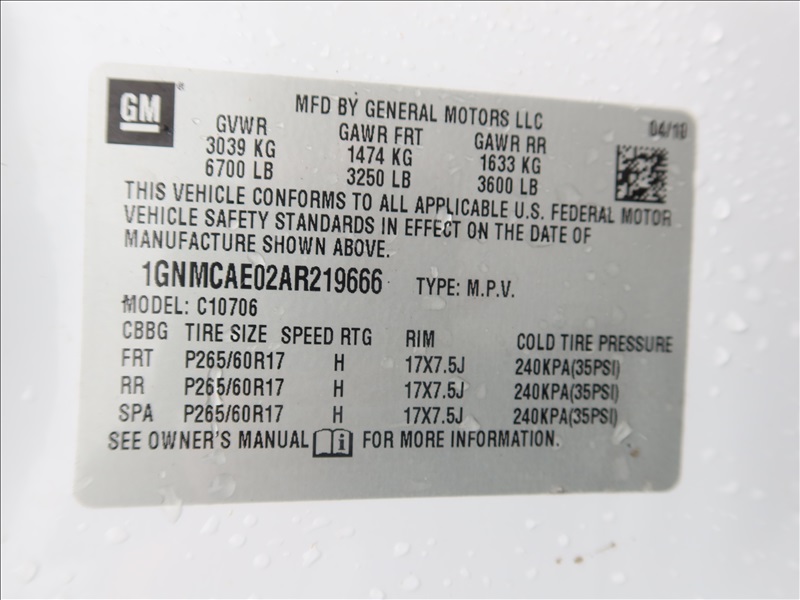 GM®
MFD BY GENERAL MOTORS LLC
04/10
GVWR GAWR FRT GAWR RR
3039 KG 1474 KG 1633 KG
6700 LB 3250 LB 3600 LB
THIS VEHICLE CONFORMS TO ALL APPLICABLE U.S. FEDERAL MOTOR
VEHICLE SAFETY STANDARDS IN EFFECT ON THE DATE OF
MANUFACTURE SHOWN ABOVE.
1GNMCAE02AR219666 TYPE: M.P.V.
MODEL: C10706
CBBG TIRE SIZE SPEED RTG RIM COLD TIRE PRESSURE
FRT P265/60R17 H 17X7.5J 240KPA(35PSI)
RR P265/60R17 H 17X7.5J 240KPA(35PSI)
SPA P265/60R17 H 17X7.5J 240KPA(35PSI)
SEE OWNER'S MANUAL i FOR MORE INFORMATION.